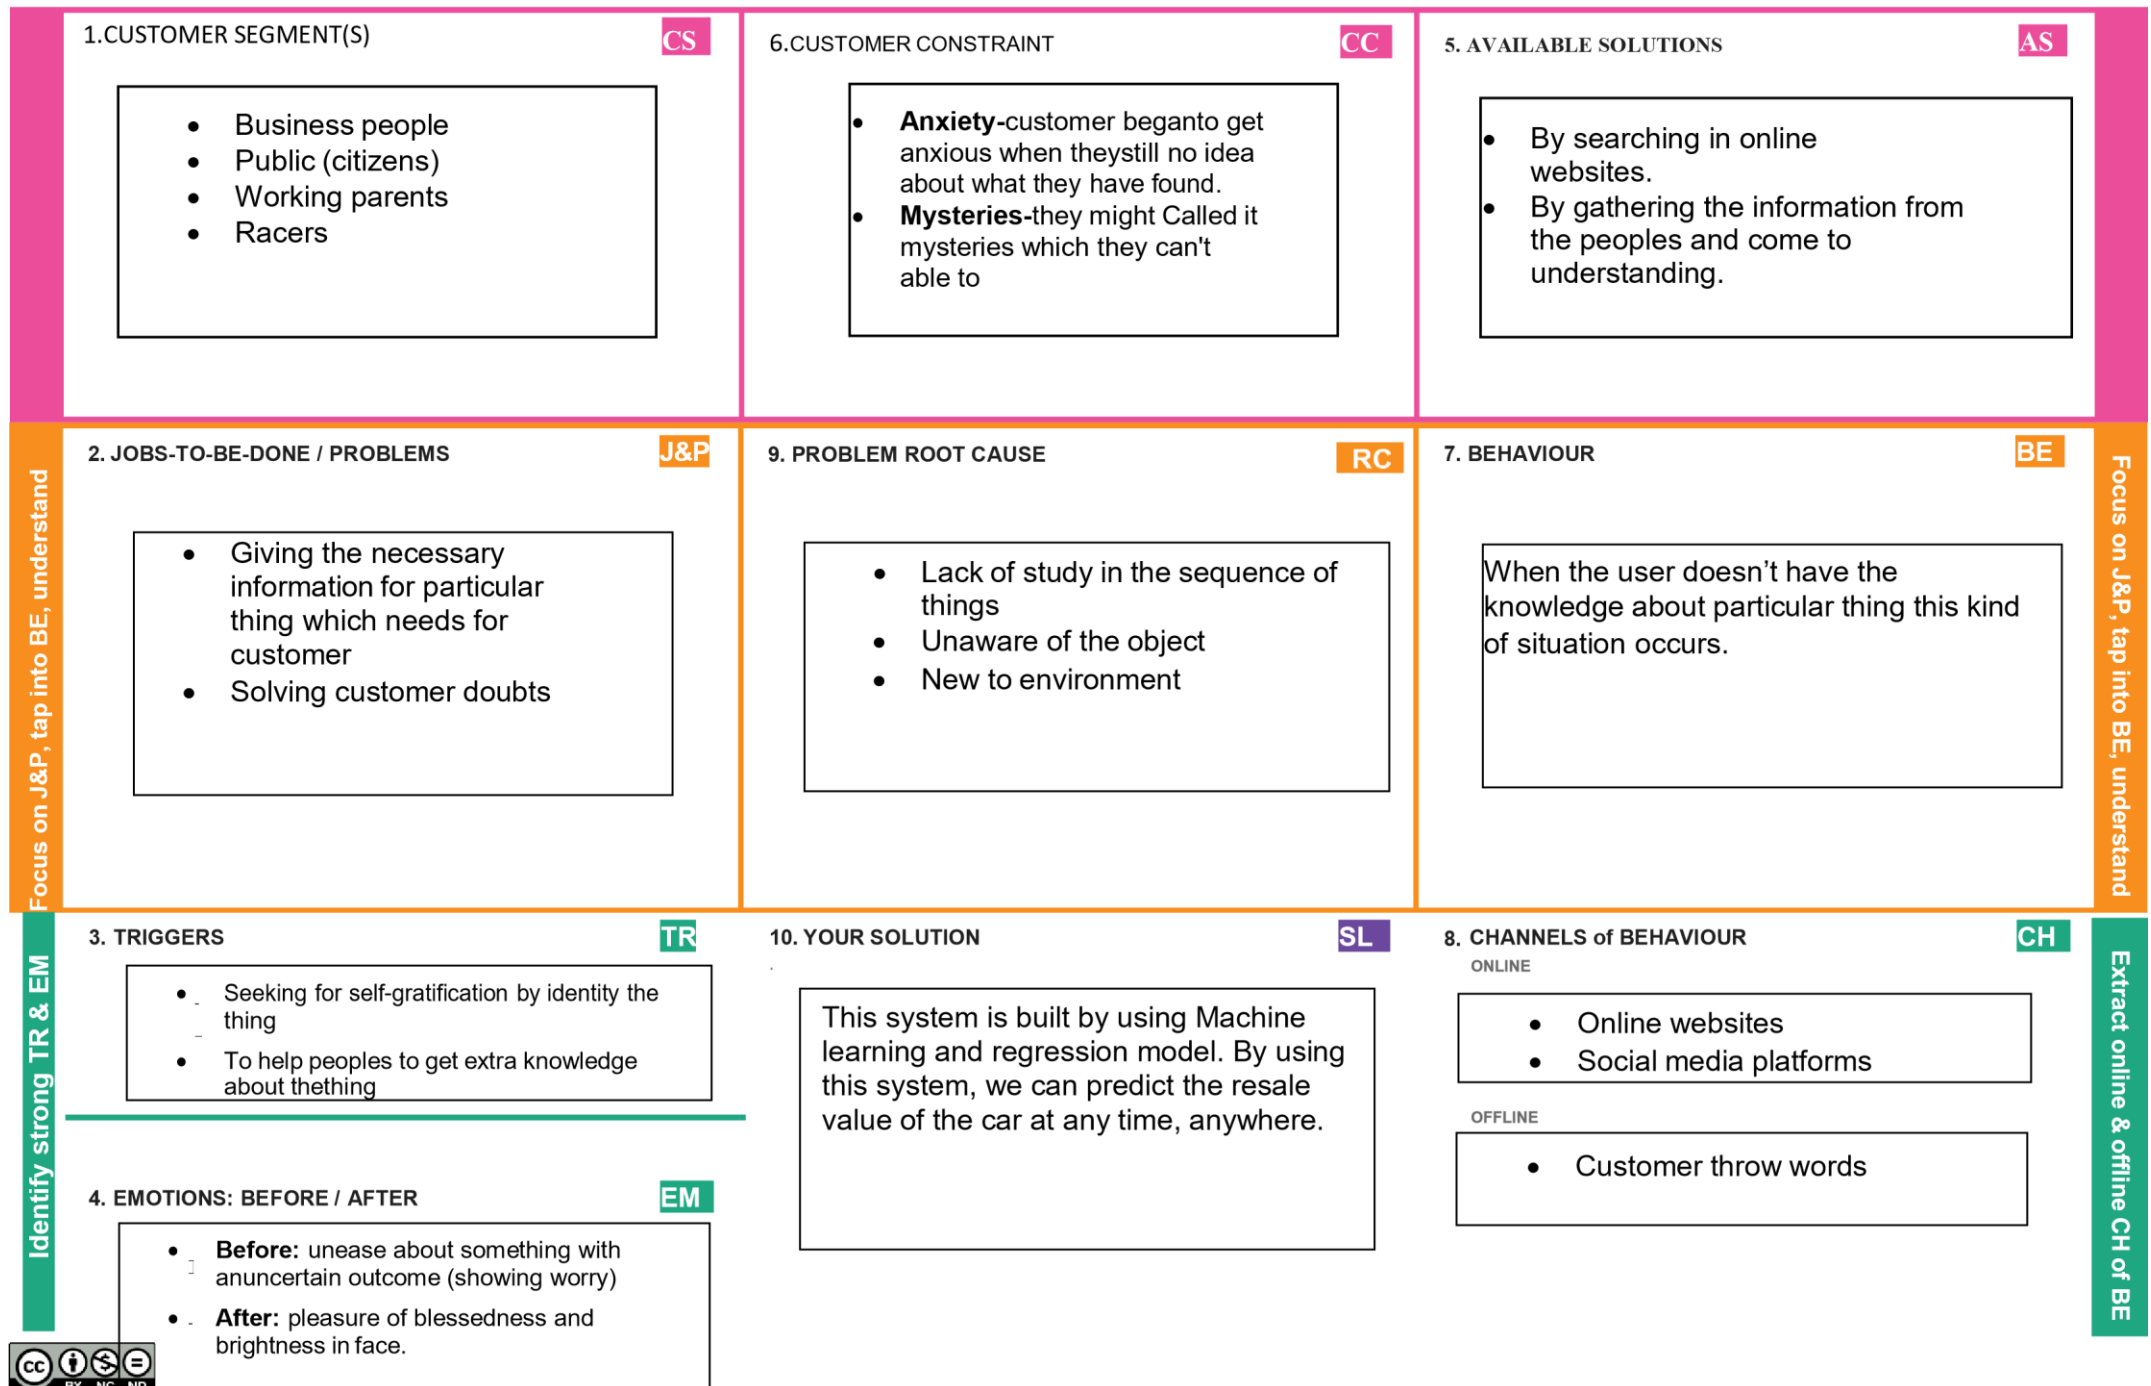 1.CUSTOMER SEGMENT(S)
CS
Business people
Public (citizens)
Working parents
Racers
6.CUSTOMER CONSTRAINT
CC
Anxiety-customer beganto get
anxious when theystill no idea
about what they have found.
Mysteries-they might Called it
mysteries which they can't
able to
5. AVAILABLE SOLUTIONS
AS
By searching in online
websites.
By gathering the information from
the peoples and come to
understanding.
Focus on J&P, tap into BE, understand
2. JOBS-TO-BE-DONE / PROBLEMS
J&P
Giving the necessary
information for particular
thing which needs for
customer
Solving customer doubts
9. PROBLEM ROOT CAUSE
RC
Lack of study in the sequence of
things
Unaware of the object
New to environment
7. BEHAVIOUR
BE
When the user doesn’t have the
knowledge about particular thing this kind
of situation occurs.
Focus on J&P, tap into BE, understand
Identify strong TR & EM
3. TRIGGERS
TR
Seeking for self-gratification by identity the
thing
To help peoples to get extra knowledge
about thething
4. EMOTIONS: BEFORE / AFTER
EM
Before: unease about something with
anuncertain outcome (showing worry)
After: pleasure of blessedness and
brightness in face.
10. YOUR SOLUTION
SL
This system is built by using Machine
learning and regression model. By using
this system, we can predict the resale
value of the car at any time, anywhere.
8. CHANNELS of BEHAVIOUR
CH
ONLINE
Online websites
Social media platforms
OFFLINE
Customer throw words
Extract online & offline CH of BE
cc
BY NC ND